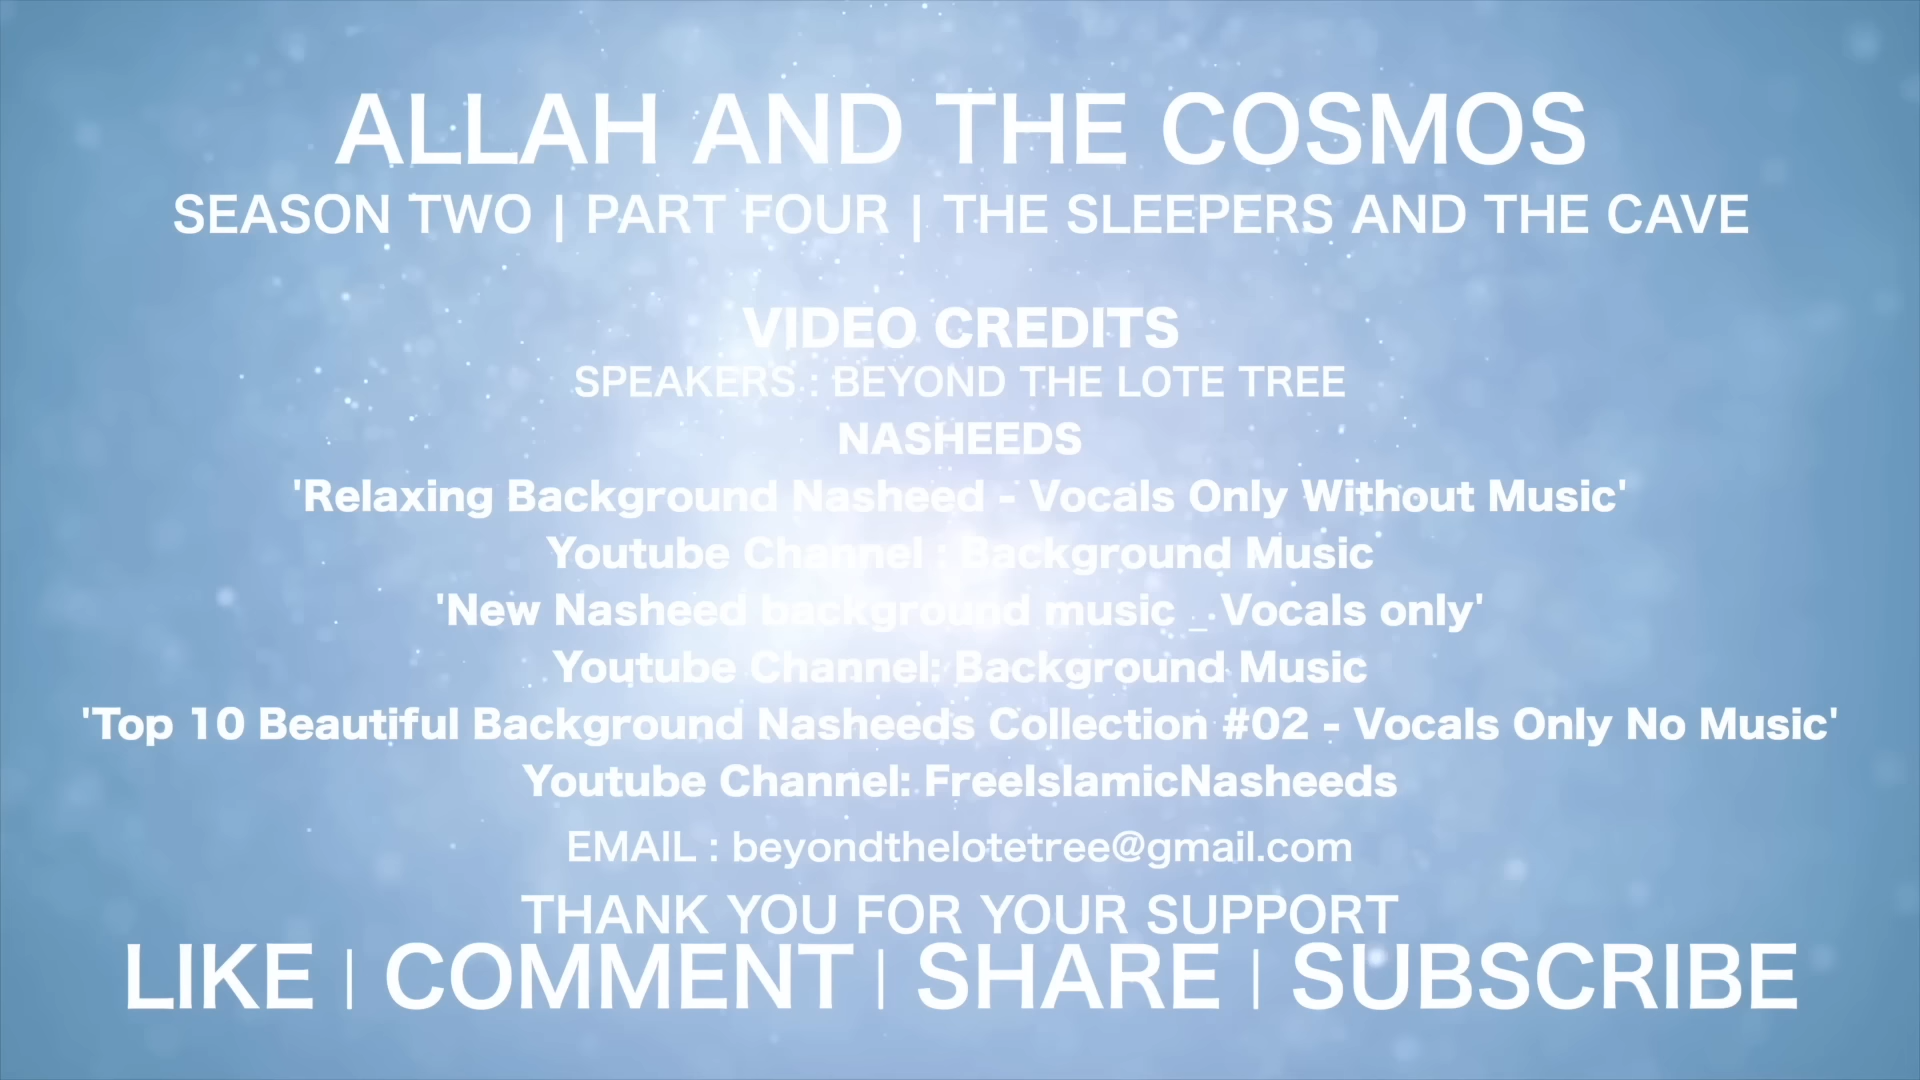 ALLAH AND THE COSMOS
SEASON TWO | PART FOUR | THE SLEEPERS AND THE CAVE
VIDEO CREDITS
SPEAKERS : BEYOND THE LOTE TREE
NASHEEDS
'Relaxing Background Nasheed - Vocals Only Without Music'
Youtube Channel : Background Music
'New Nasheed background music _ Vocals only'
Youtube Channel: Background Music
'Top 10 Beautiful Background Nasheeds Collection #02 - Vocals Only No Music'
Youtube Channel: FreeIslamicNasheeds
EMAIL : beyondthelotetree@gmail.com
THANK YOU FOR YOUR SUPPORT
LIKE | COMMENT | SHARE | SUBSCRIBE